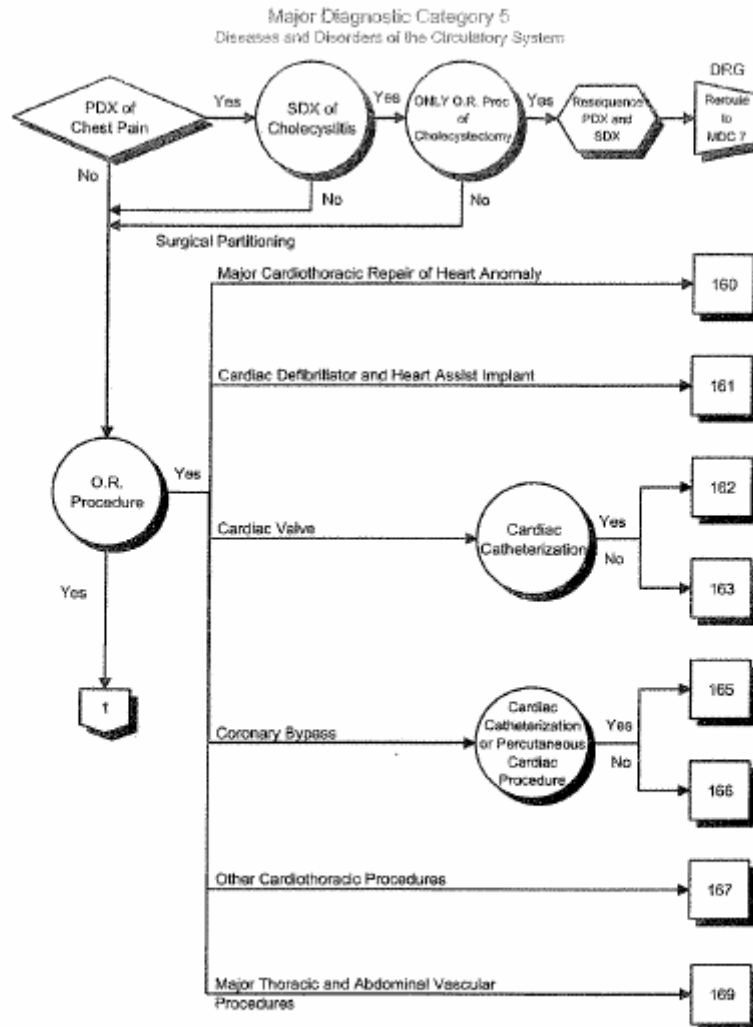 Major Diagnostic Category 5
Diseases and Disorders of the Circulatory System
DRG
PDX of
Chest Pain
Yes
SDX of
Cholecystitis
Yes
ONLY O.R. Proc
of
Cholecystectomy
Yes
Resequence
PDX and
SDX
Reroute
to
MDC 7
No
No
No
Surgical Partitioning
Major Cardiothoracic Repair of Heart Anomaly
160
Cardiac Defibrillator and Heart Assist Implant
161
O.R.
Procedure
Yes
Cardiac Valve
Cardiac
Catheterization
Yes
No
162
163
Yes
1
Coronary Bypass
Cardiac
Catheterization
or Percutaneous
Cardiac
Procedure
Yes
No
165
166
Other Cardiothoracic Procedures
167
Major Thoracic and Abdominal Vascular
Procedures
169